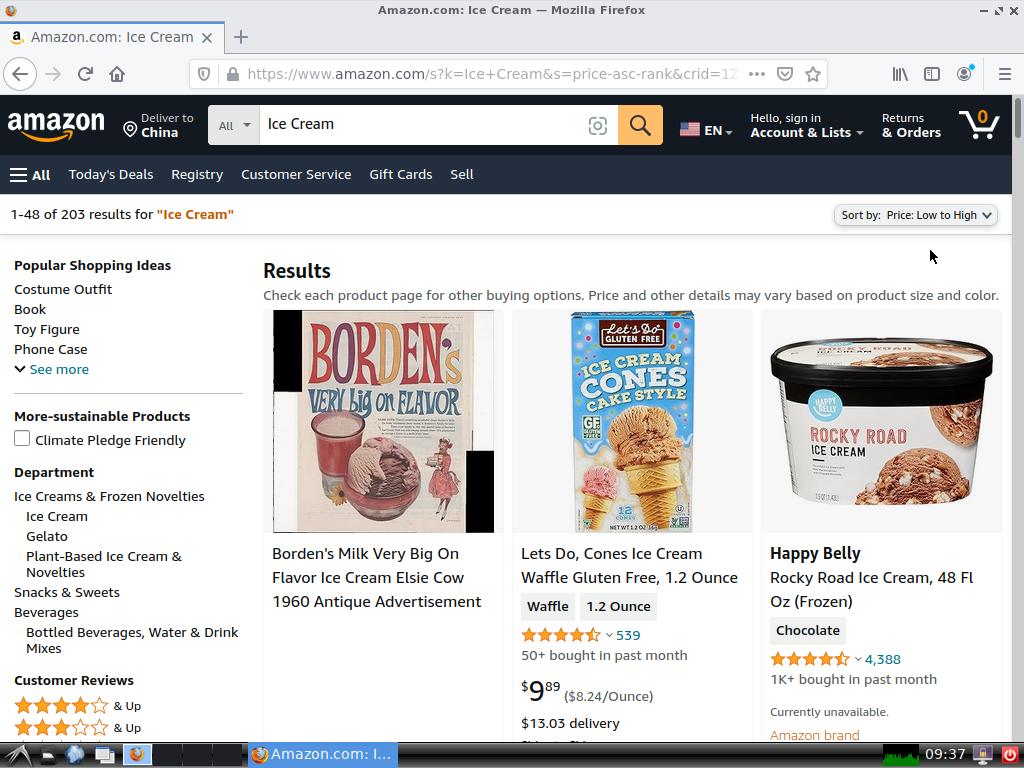 Amazon.com: Ice Cream — Mozilla Firefox
Amazon.com: Ice Cream
https://www.amazon.com/s?k=Ice+Cream&s=price-asc-rank&crid=1Z
amazon
Deliver to
China
All
Ice Cream
EN
Hello, sign in
Account & Lists
Returns
& Orders
0
All
Today's Deals
Registry
Customer Service
Gift Cards
Sell
1-48 of 203 results for "Ice Cream"
Sort by: Price: Low to High
Popular Shopping Ideas
Costume Outfit
Book
Toy Figure
Phone Case
See more
More-sustainable Products
Climate Pledge Friendly
Department
Ice Creams & Frozen Novelties
Ice Cream
Gelato
Plant-Based Ice Cream &
Novelties
Snacks & Sweets
Beverages
Bottled Beverages, Water & Drink
Mixes
Customer Reviews
& Up
& Up
Results
Check each product page for other buying options. Price and other details may vary based on product size and color.
BORDEN's
VERY big on FLAVOR
Borden's Milk Very Big On
Flavor Ice Cream Elsie Cow
1960 Antique Advertisement
Let's Do
GLUTEN FREE
ICE CREAM
CONES
CAKE STYLE
GF
12
CONES
NET WT 1.2 OZ
Lets Do, Cones Ice Cream
Waffle Gluten Free, 1.2 Ounce
Waffle
1.2 Ounce
539
50+ bought in past month
$9 89 ($8.24/Ounce)
$13.03 delivery
ROCKY ROAD
ICE CREAM
HAPPY
BELLY
ROCKY ROAD
ICE CREAM
Happy Belly
Rocky Road Ice Cream, 48 Fl
Oz (Frozen)
Chocolate
4,388
1K+ bought in past month
Currently unavailable.
Amazon brand
Amazon.com: I...
09:37